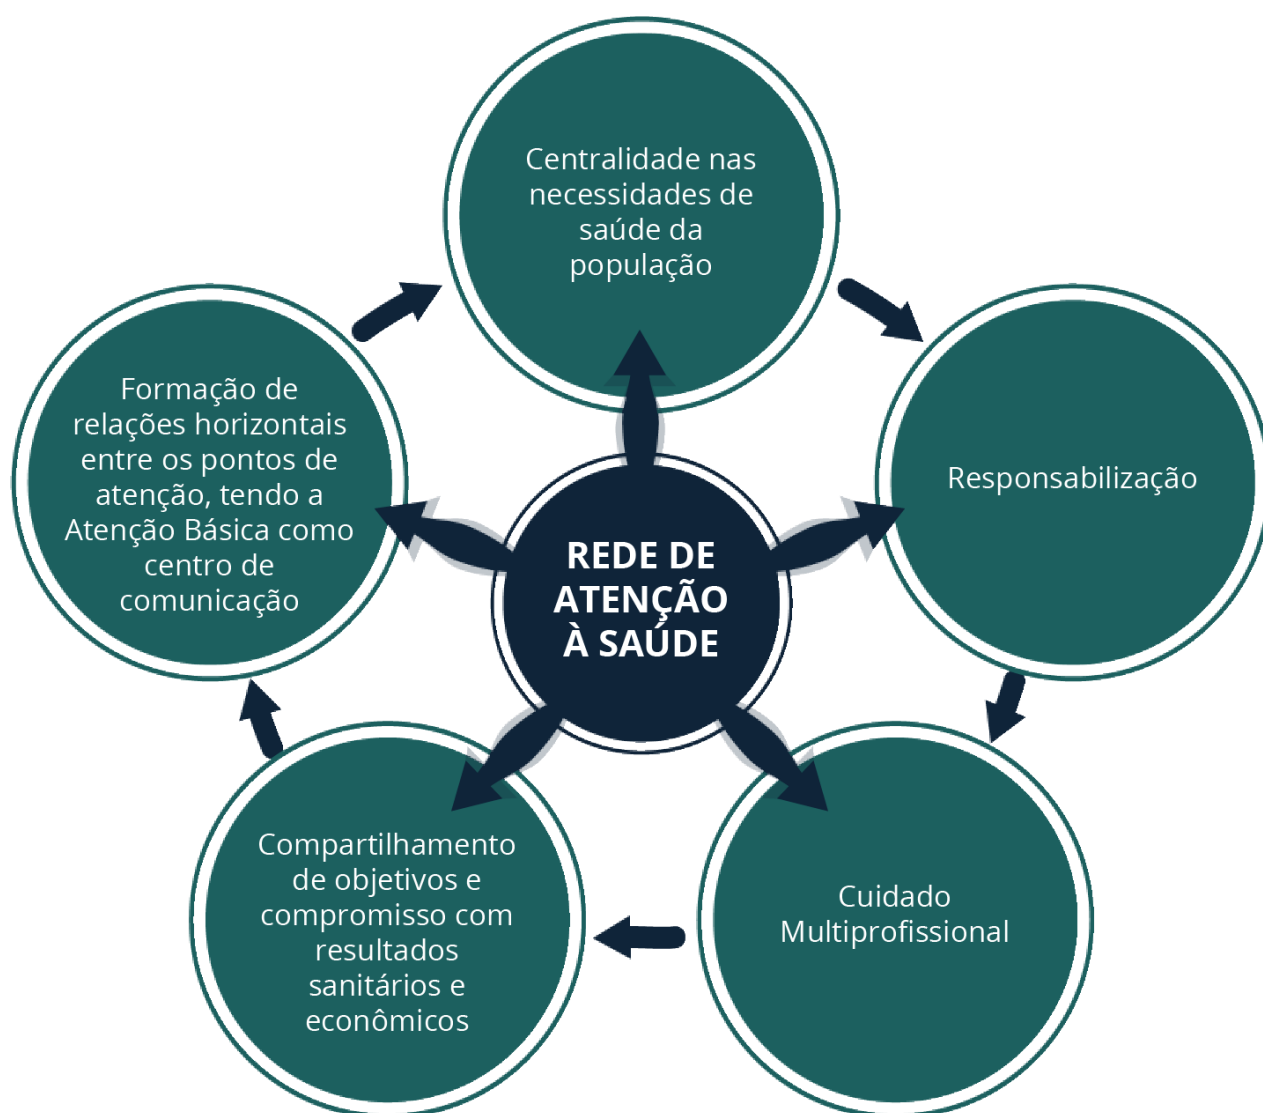 Centralidade nas
necessidades de
saúde da
população
Responsabilização
Cuidado
Multiprofissional
Compartilhamento
de objetivos e
compromisso com
resultados
sanitários e
econômicos
Formação de
relações horizontais
entre os pontos de
atenção, tendo a
Atenção Básica como
centro de
comunicação
REDE DE
ATENÇÃO
À SAÚDE